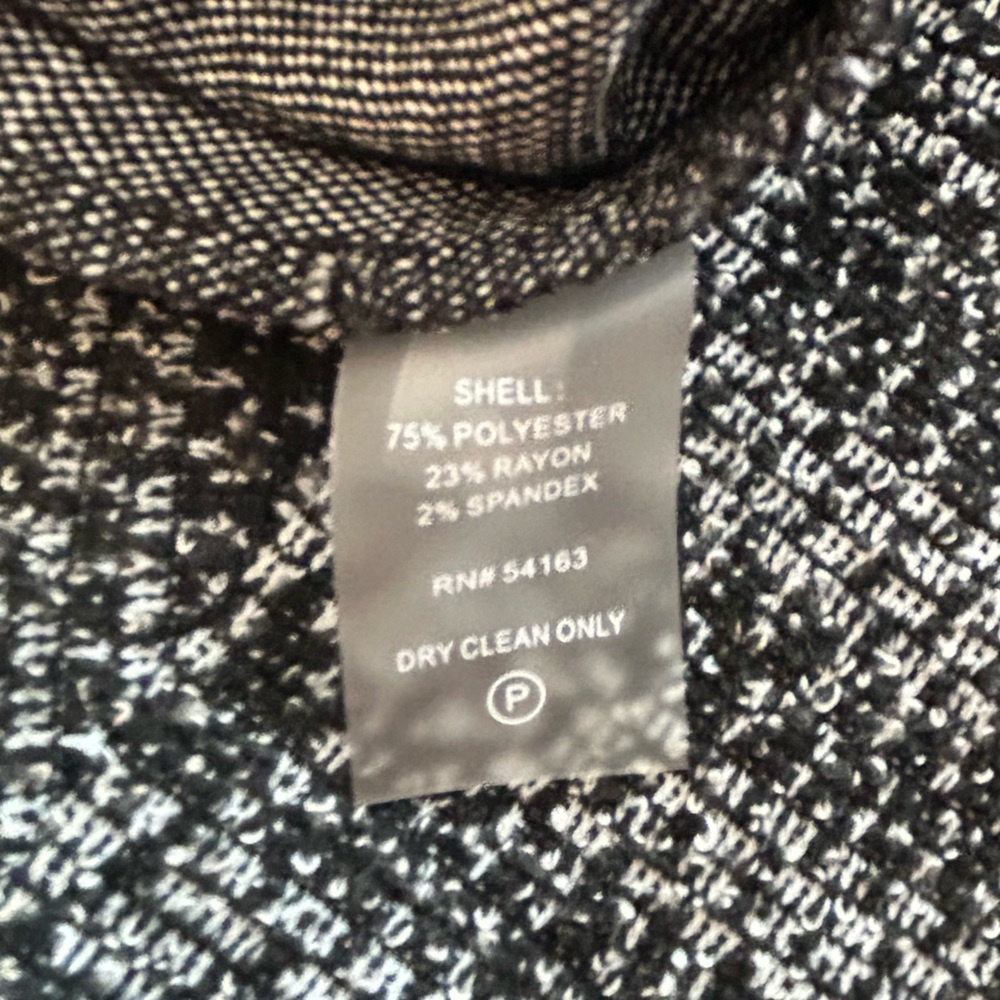 SHELL:
75% POLYESTER
23% RAYON
2% SPANDEX
RN# 54163
DRY CLEAN ONLY
P